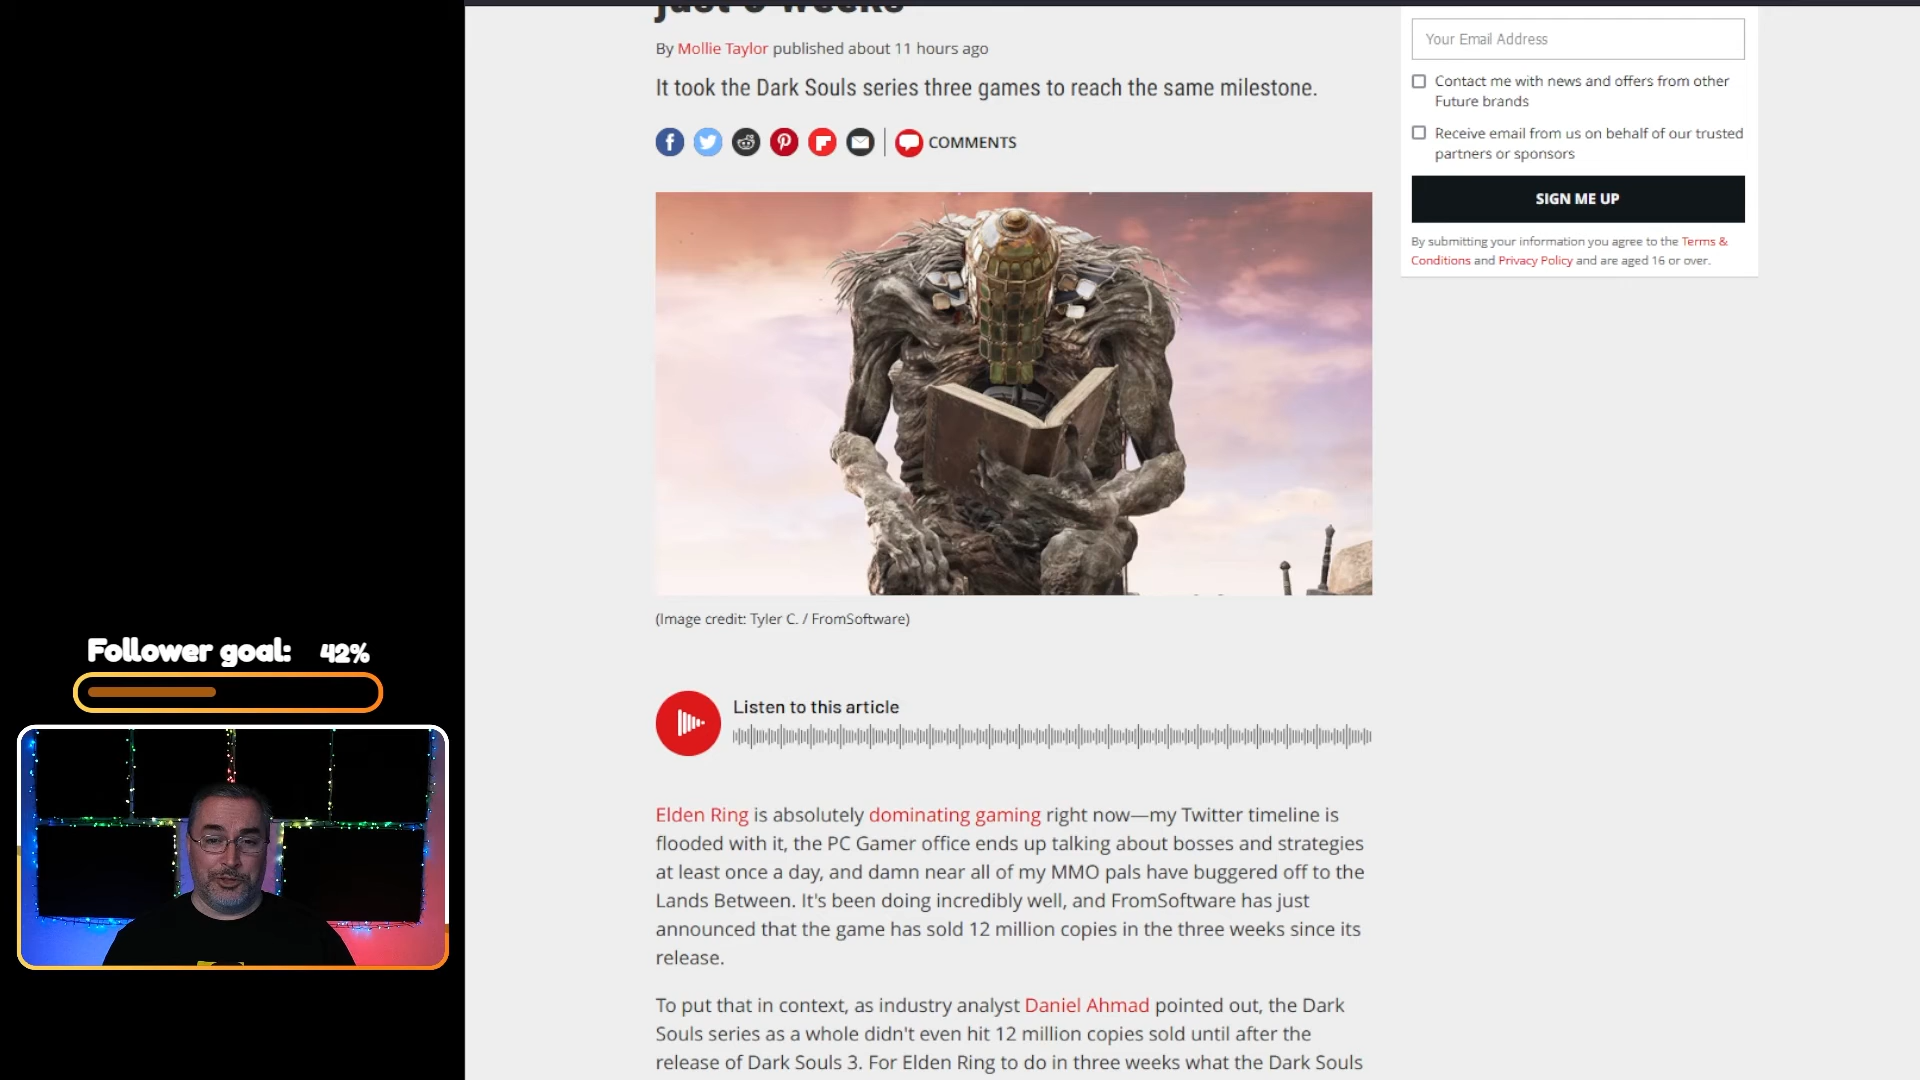 just 3 weeks
By Mollie Taylor published about 11 hours ago
It took the Dark Souls series three games to reach the same milestone.
COMMENTS
(Image credit: Tyler C. / FromSoftware)
Listen to this article
Elden Ring is absolutely dominating gaming right now—my Twitter timeline is
flooded with it, the PC Gamer office ends up talking about bosses and strategies
at least once a day, and damn near all of my MMO pals have buggered off to the
Lands Between. It's been doing incredibly well, and FromSoftware has just
announced that the game has sold 12 million copies in the three weeks since its
release.
To put that in context, as industry analyst Daniel Ahmad pointed out, the Dark
Souls series as a whole didn't even hit 12 million copies sold until after the
release of Dark Souls 3. For Elden Ring to do in three weeks what the Dark Souls
Your Email Address
Contact me with news and offers from other
Future brands
Receive email from us on behalf of our trusted
partners or sponsors
SIGN ME UP
By submitting your information you agree to the Terms &
Conditions and Privacy Policy and are aged 16 or over.
Follower goal: 42%